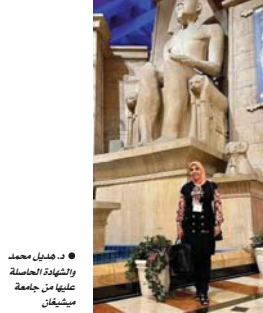 ● د. هديل محمد
والشهادة الحاصلة
عليها من جامعة
ميشيغان